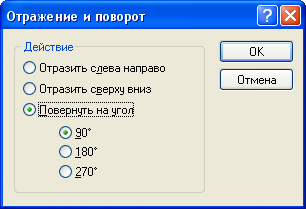 Отражение и поворот
Действие
Отразить слева направо
Отразить сверху вниз
Повернуть на угол
90°
180°
270°
OK
Отмена